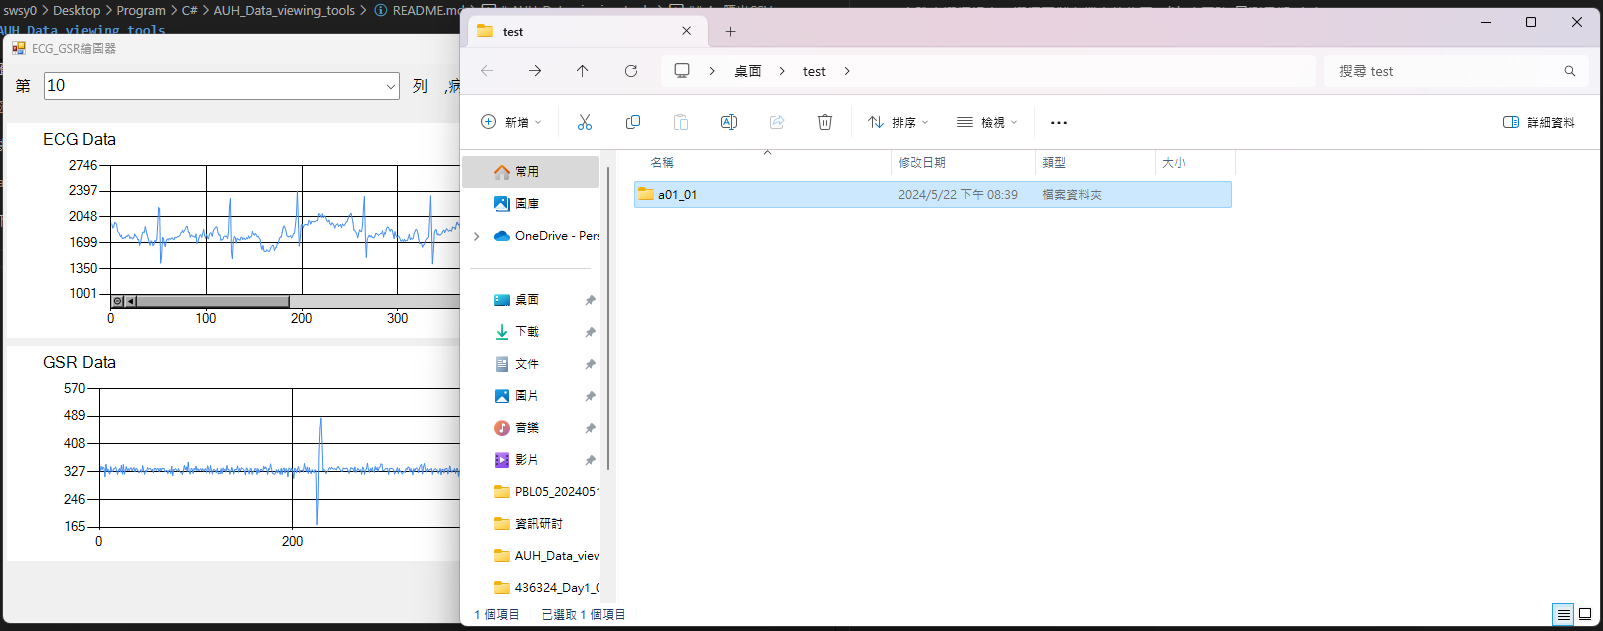 swsy0 > Desktop > Program > C# > AUH_Data_viewing_tools > README.md
AUH Data viewing tools
ECG_GSR繪圖器
第 10 列 ,病
ECG Data
2746
2397
2048
1699
1350
1001
0 100 200 300
GSR Data
570
489
408
327
246
165
0 200
test
桌面 > test >
搜尋 test
新增
排序
檢視
詳細資料
名稱 修改日期 類型 大小
a01_01 2024/5/22 下午 08:39 檔案資料夾
常用
圖庫
OneDrive - Pers
桌面
下載
文件
圖片
音樂
影片
PBL05_2024051
資訊研討
AUH_Data_view
436324_Day1_0
1 個項目 已選取 1 個項目